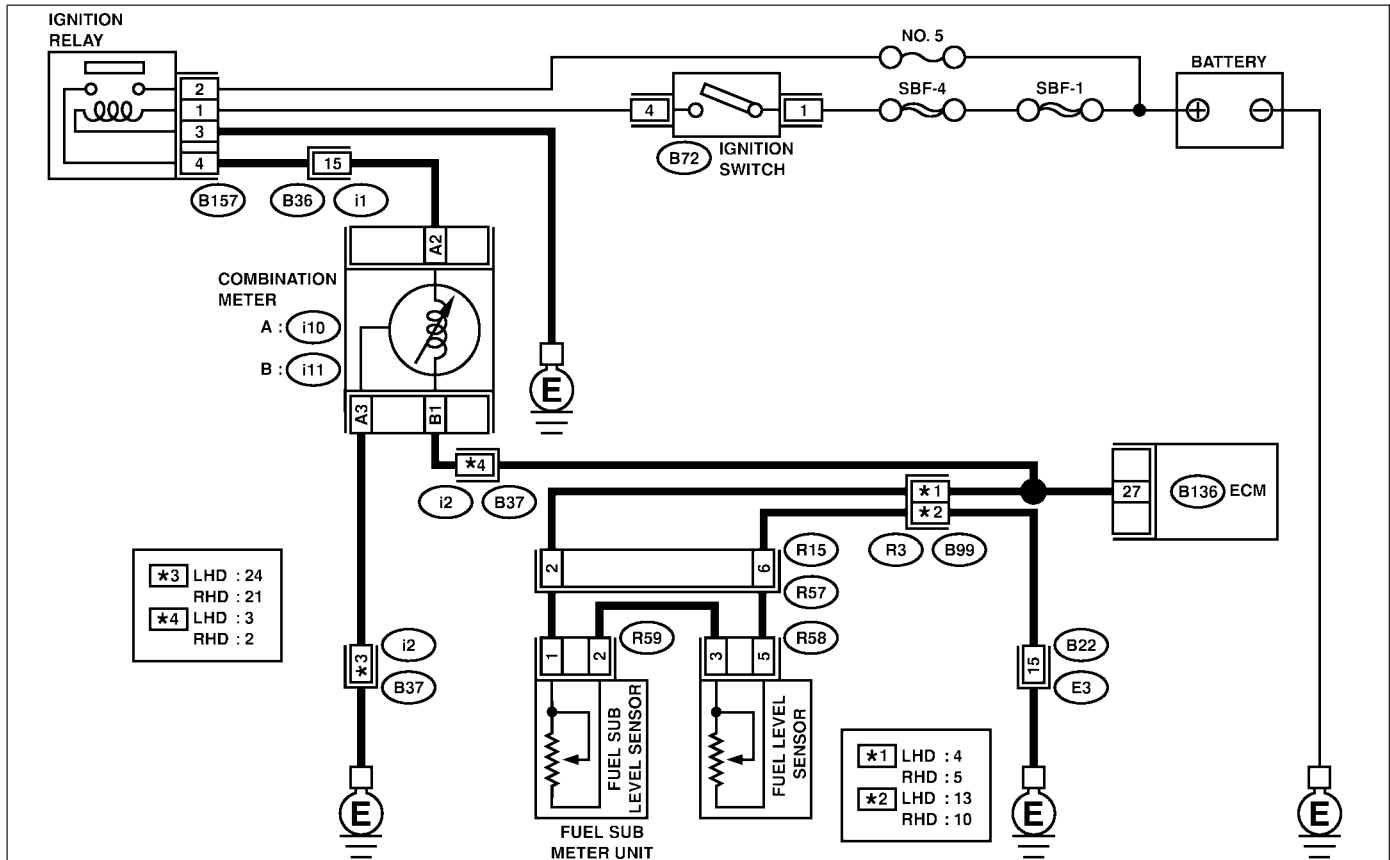 IGNITION
RELAY
NO. 5
BATTERY
2
SBF-4
SBF-1
1
4
1
+
−
3
IGNITION
SWITCH
B72
4
15
B157
B36
i1
A2
COMBINATION
METER
A : i10
B : i11
E
A3
B1
*4
i2
B37
*1
27
B136
ECM
*2
R3
B99
2
6
R15
R57
*3 LHD : 24
RHD : 21
*4 LHD : 3
RHD : 2
1
2
R59
3
5
R58
*3
i2
B37
15
B22
E3
FUEL SUB
LEVEL SENSOR
FUEL LEVEL
SENSOR
*1 LHD : 4
RHD : 5
*2 LHD : 13
RHD : 10
E
E
E
FUEL SUB
METER UNIT